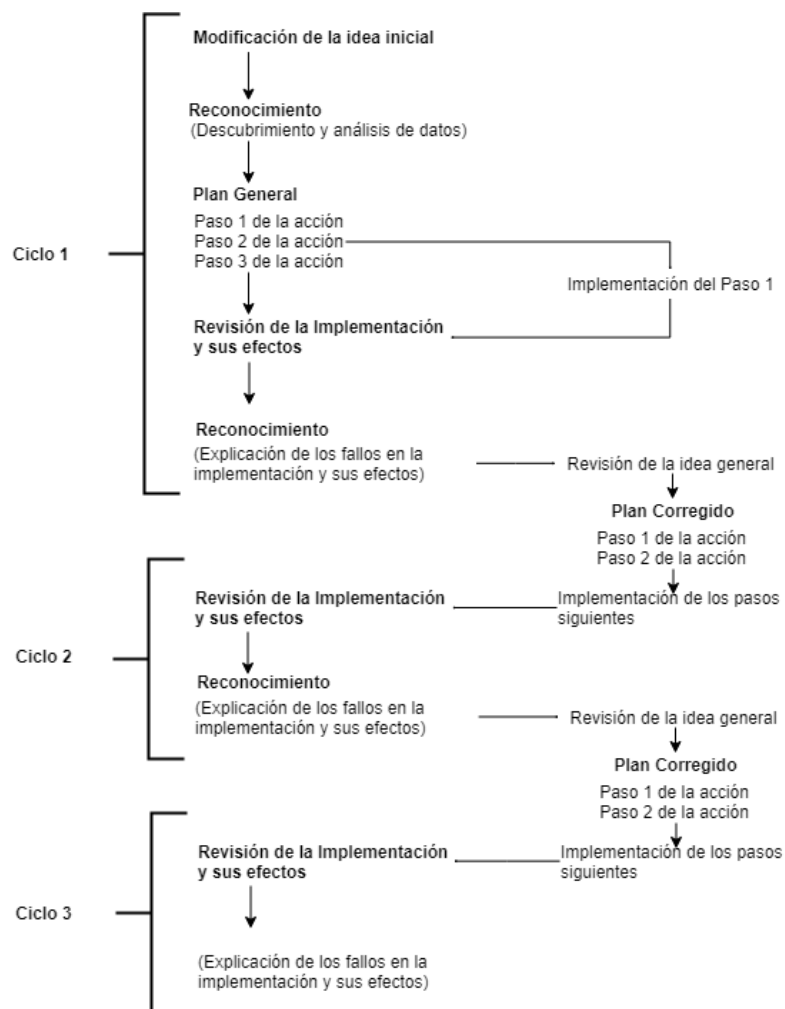 Modificación de la idea inicial
Reconocimiento
(Descubrimiento y análisis de datos)
Plan General
Paso 1 de la acción
Paso 2 de la acción
Paso 3 de la acción
Ciclo 1
Implementación del Paso 1
Revisión de la Implementación
y sus efectos
Reconocimiento
(Explicación de los fallos en la
implementación y sus efectos)
Revisión de la idea general
Plan Corregido
Paso 1 de la acción
Paso 2 de la acción
Implementación de los pasos
siguientes
Revisión de la Implementación
y sus efectos
Ciclo 2
Reconocimiento
(Explicación de los fallos en la
implementación y sus efectos)
Revisión de la idea general
Plan Corregido
Paso 1 de la acción
Paso 2 de la acción
Implementación de los pasos
siguientes
Revisión de la Implementación
y sus efectos
Ciclo 3
(Explicación de los fallos en la
implementación y sus efectos)